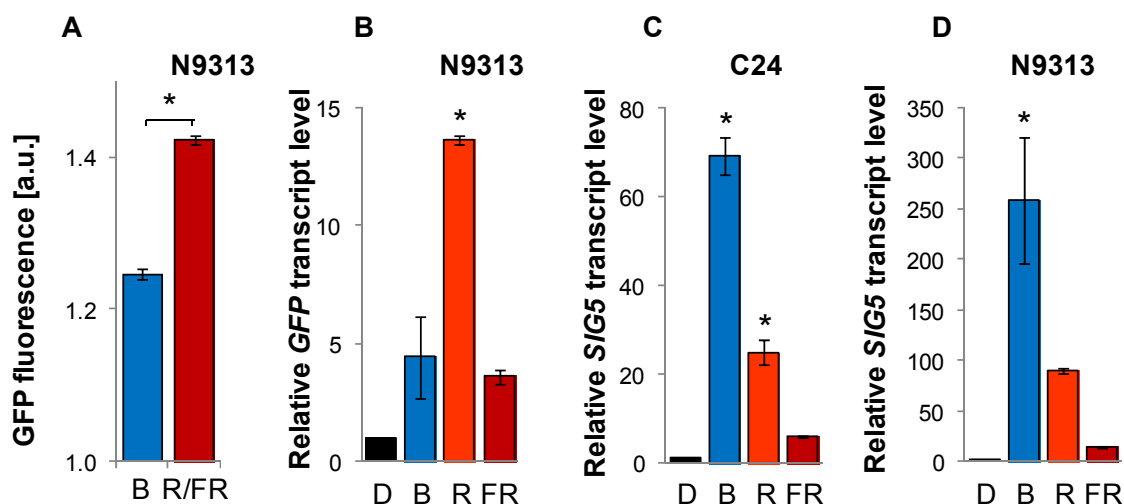 A
N9313
GFP fluorescence [a.u.]
1.4
1.2
1.0
*
B R/FR
B
N9313
Relative GFP transcript level
15
10
5
0
*
D B R FR
C
C24
Relative SIG5 transcript level
80
60
40
20
0
*
*
D B R FR
D
N9313
Relative SIG5 transcript level
350
300
250
200
150
100
50
0
*
D B R FR